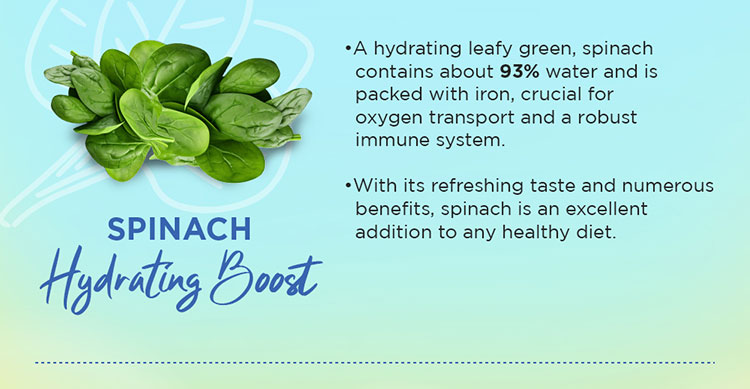 SPINACH
Hydrating Boost
•A hydrating leafy green, spinach
contains about 93% water and is
packed with iron, crucial for
oxygen transport and a robust
immune system.
•With its refreshing taste and numerous
benefits, spinach is an excellent
addition to any healthy diet.